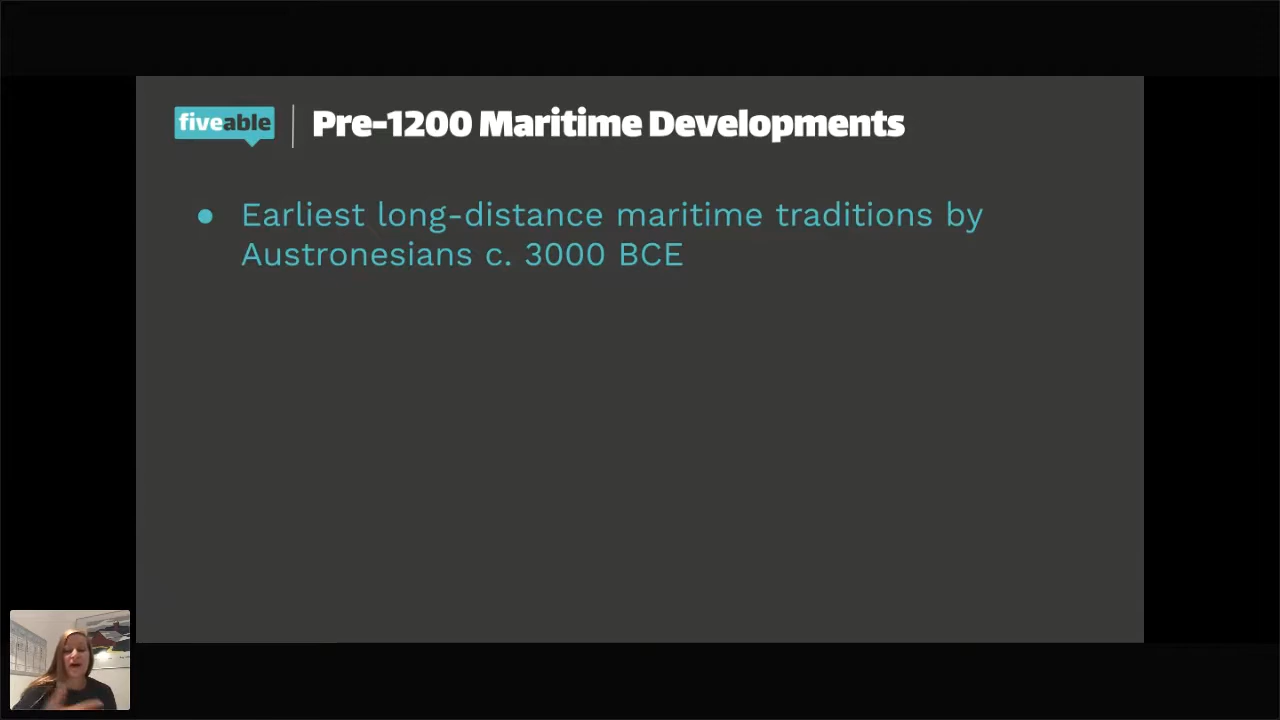 fiveable
Pre-1200 Maritime Developments
● Earliest long-distance maritime traditions by
Austronesians c. 3000 BCE